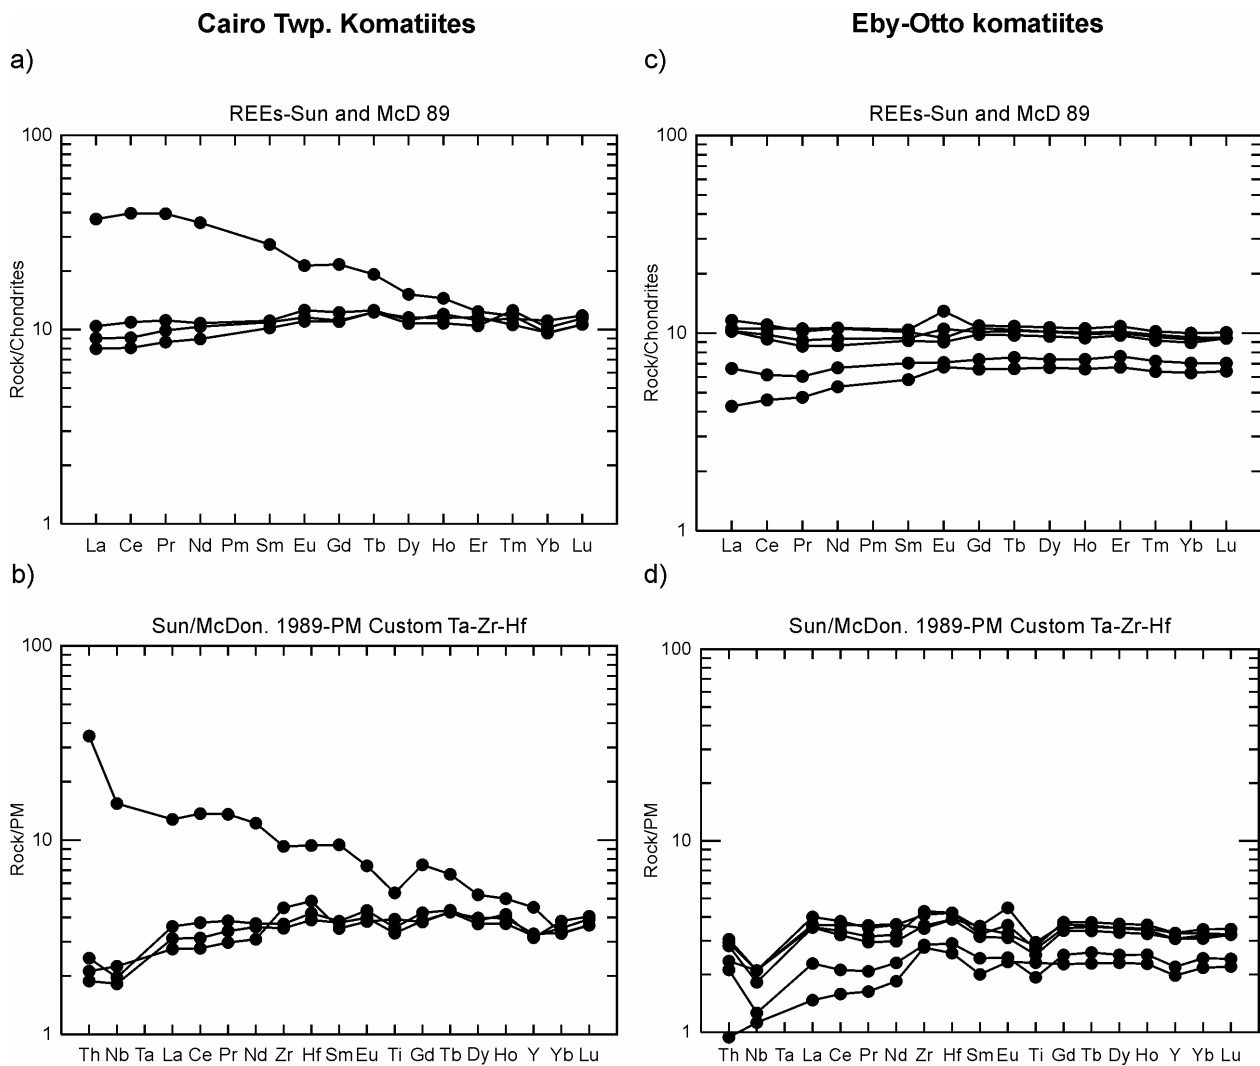 Cairo Twp. Komatiites
Eby-Otto komatiites
a)
REEs-Sun and McD 89
100
10
1
Rock/Chondrites
La Ce Pr Nd Pm Sm Eu Gd Tb Dy Ho Er Tm Yb Lu
c)
REEs-Sun and McD 89
100
10
1
Rock/Chondrites
La Ce Pr Nd Pm Sm Eu Gd Tb Dy Ho Er Tm Yb Lu
b)
Sun/McDon. 1989-PM Custom Ta-Zr-Hf
100
10
1
Rock/PM
Th Nb Ta La Ce Pr Nd Zr Hf Sm Eu Ti Gd Tb Dy Ho Y Yb Lu
d)
Sun/McDon. 1989-PM Custom Ta-Zr-Hf
100
10
1
Rock/PM
Th Nb Ta La Ce Pr Nd Zr Hf Sm Eu Ti Gd Tb Dy Ho Y Yb Lu